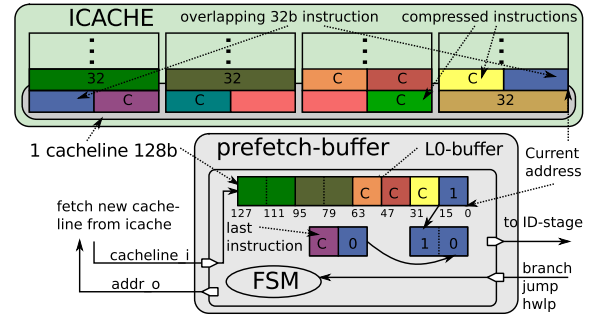 ICACHE
overlapping 32b instruction
compressed instructions
32
32
C
C
C
C
C
C
32
1 cacheline 128b
prefetch-buffer
L0-buffer
Current
address
C
C
C
1
127 111 95 79 63 47 31 15 0
fetch new cache-
line from icache
last
instruction
C
0
1
0
to ID-stage
cacheline_i
addr_o
FSM
branch
jump
hwlp